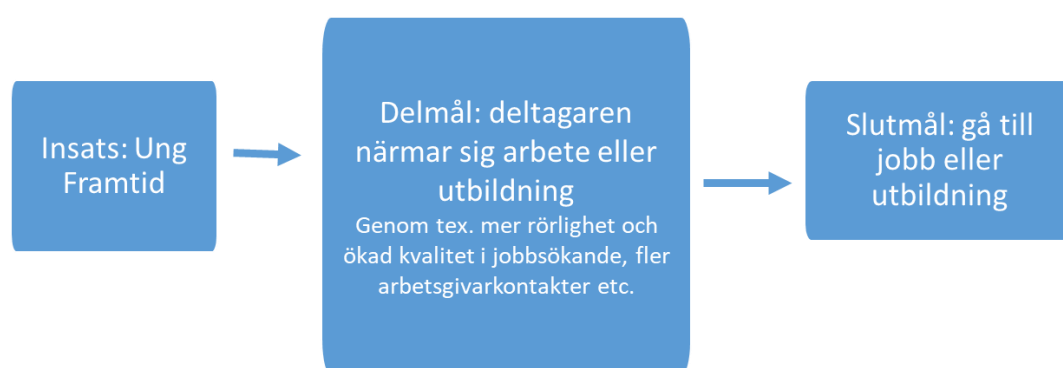 Insats: Ung
Framtid
Delmål: deltagaren
närmar sig arbete eller
utbildning
Genom tex. mer rörlighet och
ökad kvalitet i jobbsökande, fler
arbetsgivarkontakter etc.
Slutmål: gå till
jobb eller
utbildning